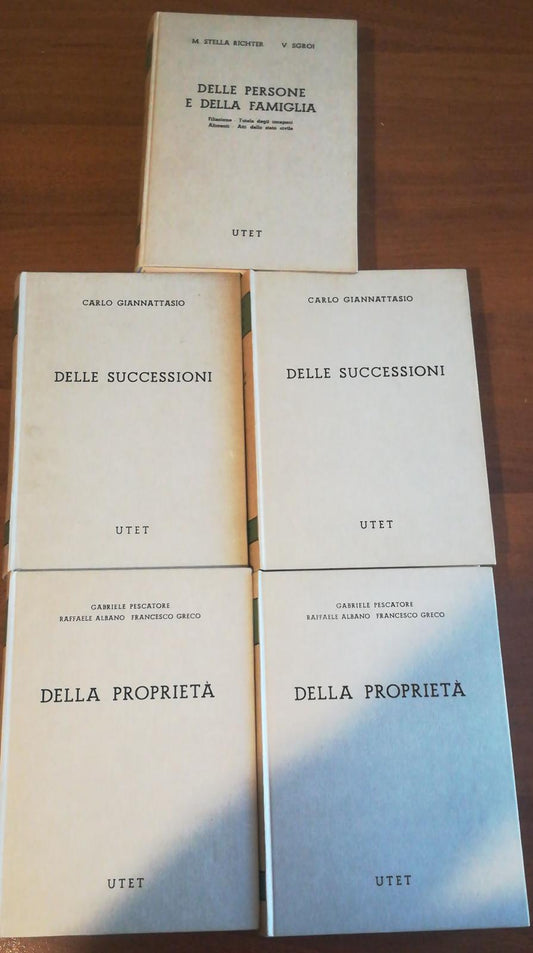 M. STELLA RICHTER V. SGROI
DELLE PERSONE
E DELLA FAMIGLIA
Filiazione Tutela degli incapaci
Alimenti Atti dello stato civile
UTET
CARLO GIANNATTASIO
DELLE SUCCESSIONI
UTET
CARLO GIANNATTASIO
DELLE SUCCESSIONI
UTET
GABRIELE PESCATORE
RAFFAELE ALBANO FRANCESCO GRECO
DELLA PROPRIETÀ
UTET
GABRIELE PESCATORE
RAFFAELE ALBANO FRANCESCO GRECO
DELLA PROPRIETÀ
UTET